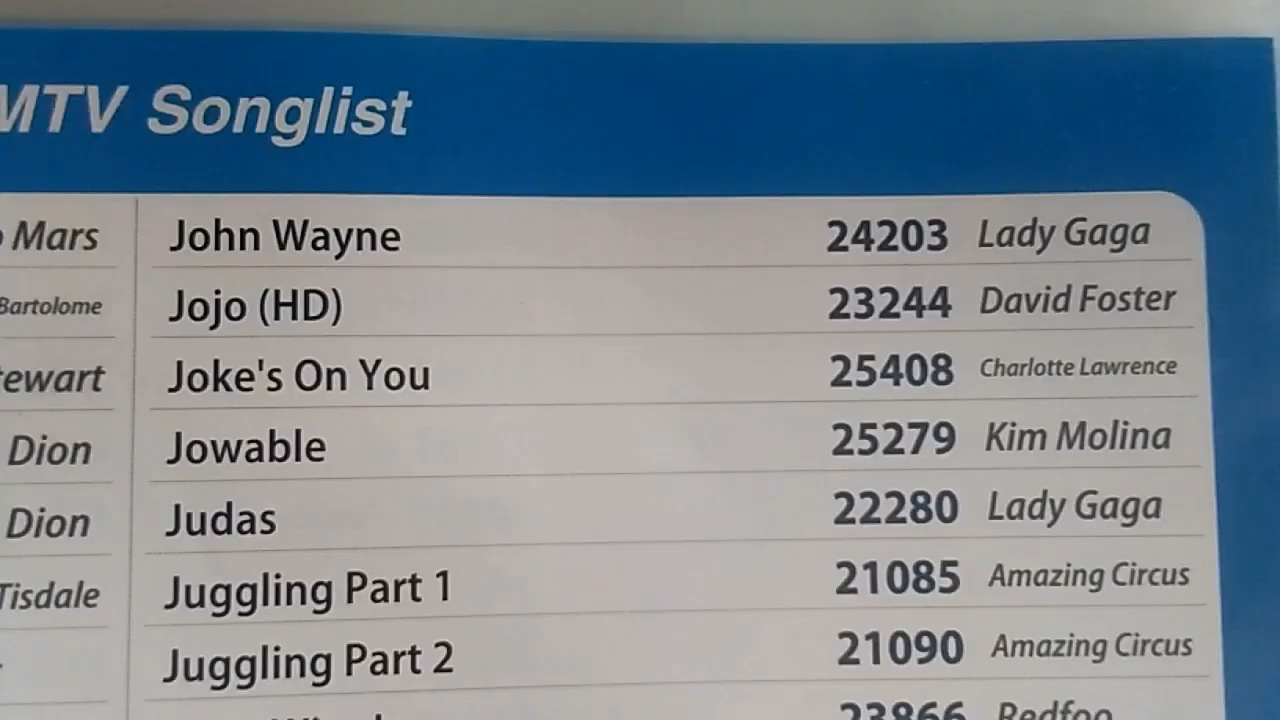 MTV Songlist
Mars
Bartolome
Dion
Dion
Tisdale
John Wayne 24203 Lady Gaga
Jojo (HD) 23244 David Foster
Joke's On You 25408 Charlotte Lawrence
Jowable 25279 Kim Molina
Judas 22280 Lady Gaga
Juggling Part 1 21085 Amazing Circus
Juggling Part 2 21090 Amazing Circus
23866 Redfoo